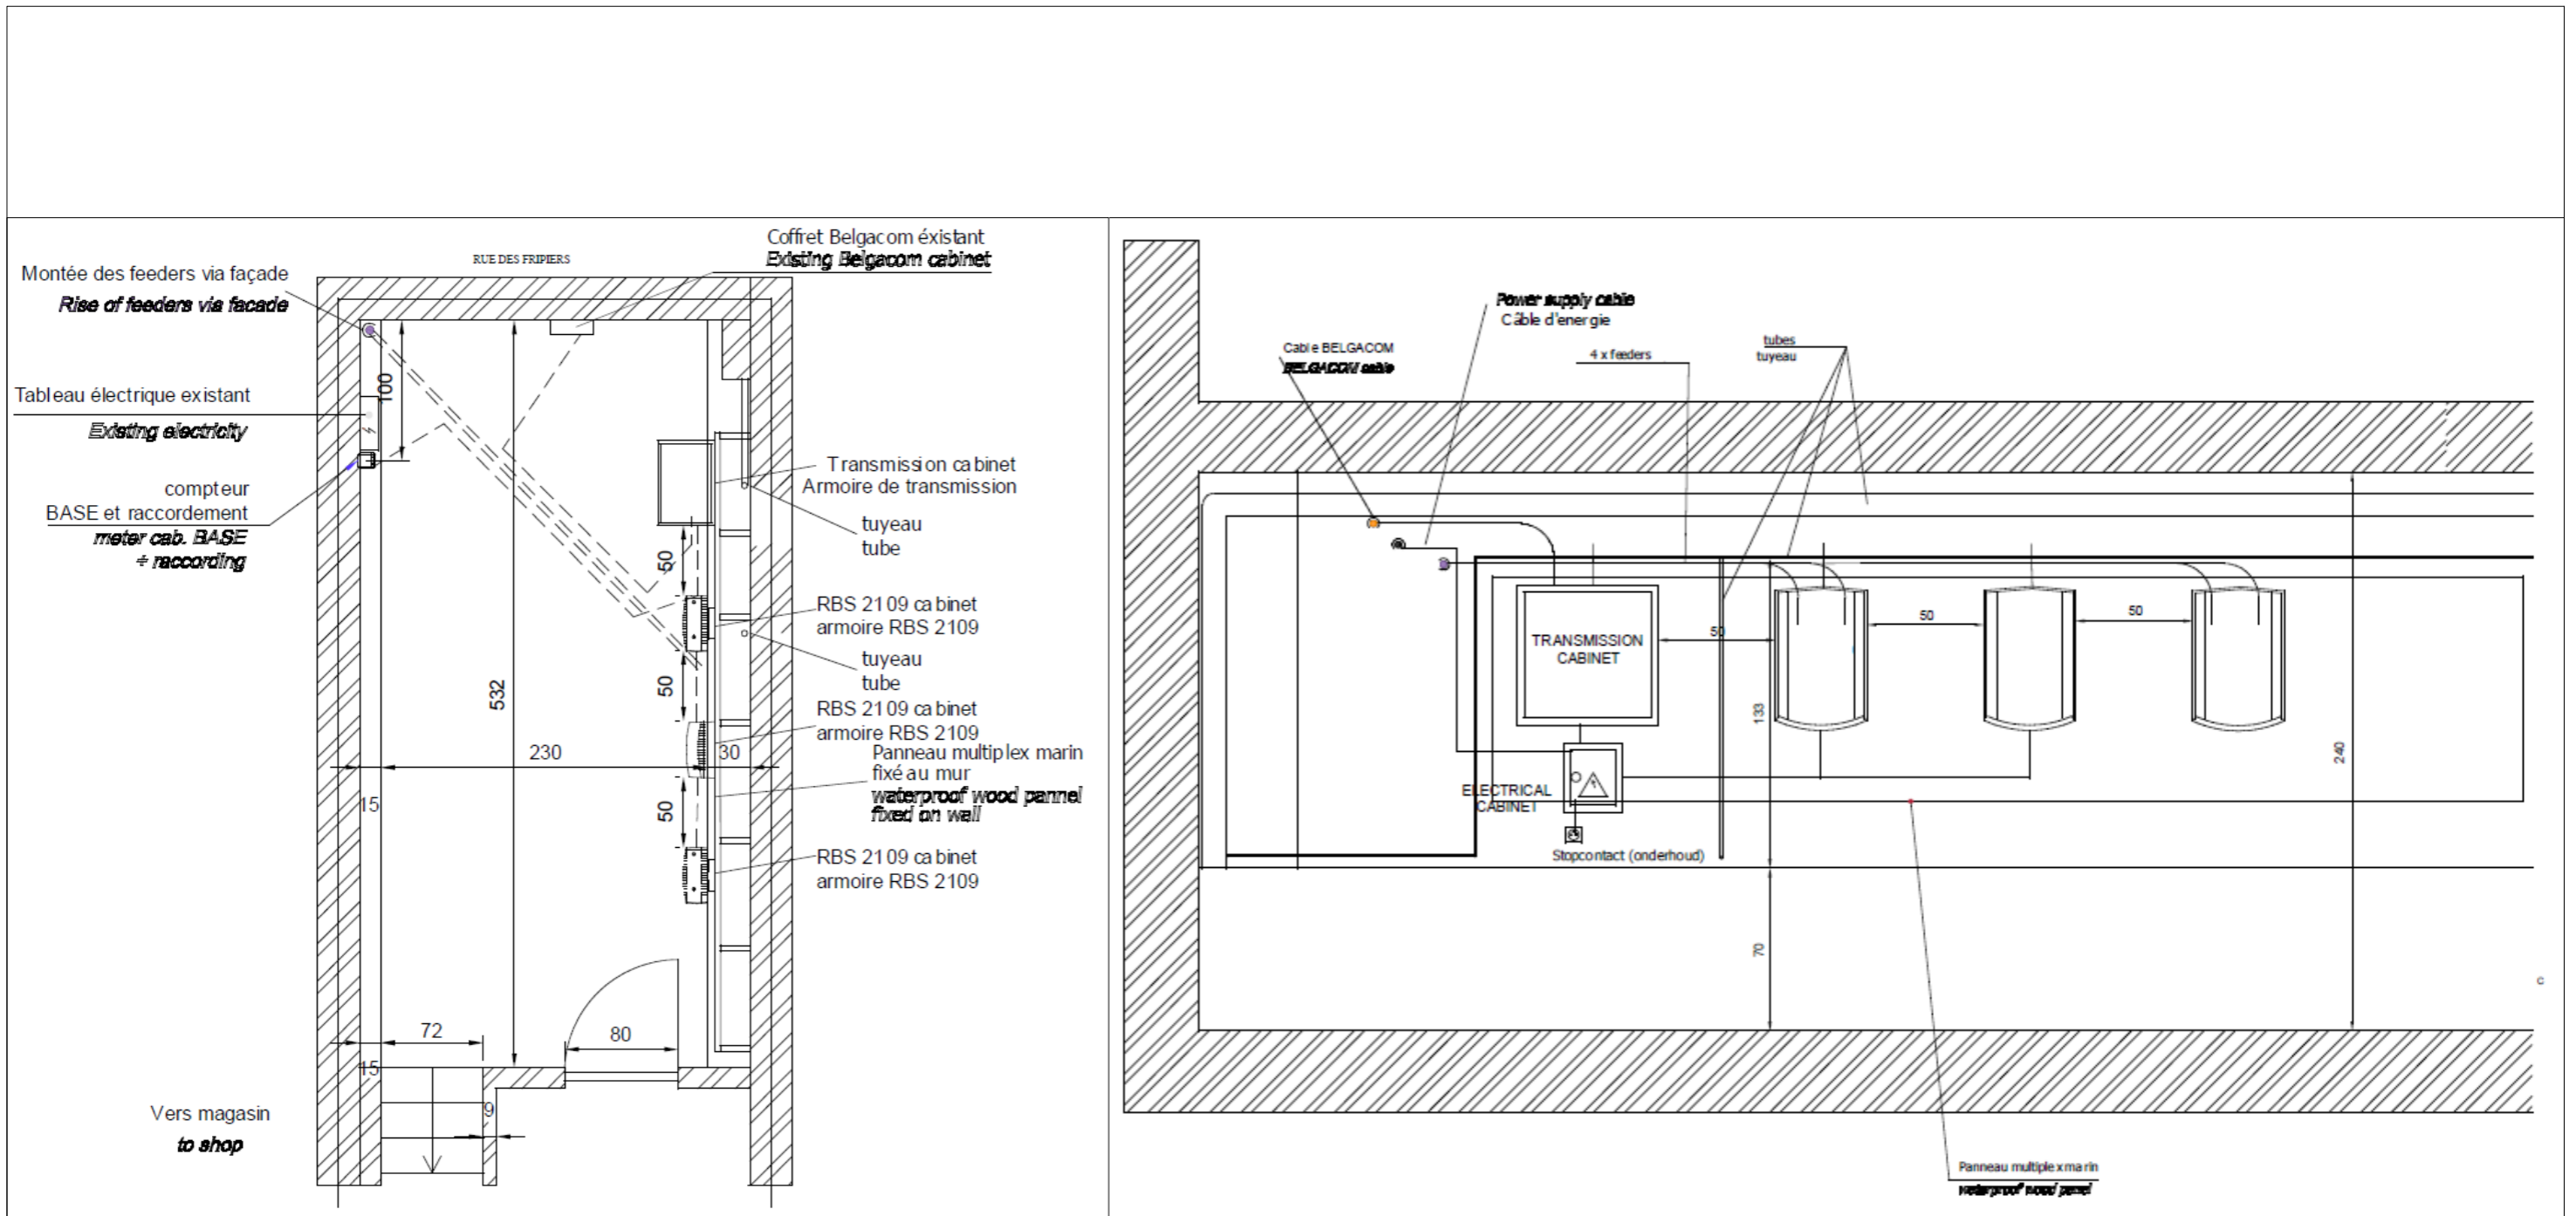 RUE DES FRIPIERS
Coffret Belgacom éxistant
Existing Belgacom cabinet
Montée des feeders via façade
Rise of feeders via facade
Tableau électrique existant
Existing electricity
compteur
BASE et raccordement
meter cab. BASE
+ raccording
100
532
230
30
15
15
72
80
9
50
50
50
Transmission cabinet
Armoire de transmission
tuyeau
tube
RBS 2109 cabinet
armoire RBS 2109
tuyeau
tube
RBS 2109 cabinet
armoire RBS 2109
Panneau multiplex marin
fixé au mur
waterproof wood pannel
fixed on wall
RBS 2109 cabinet
armoire RBS 2109
Vers magasin
to shop
Power supply cable
Câble d'energie
Cable BELGACOM
BELGACOM cable
4 x feeders
tubes
tuyeau
TRANSMISSION
CABINET
50
50
50
133
240
70
ELECTRICAL
CABINET
Stopcontact (onderhoud)
c
Panneau multiplex marin
waterproof wood panel